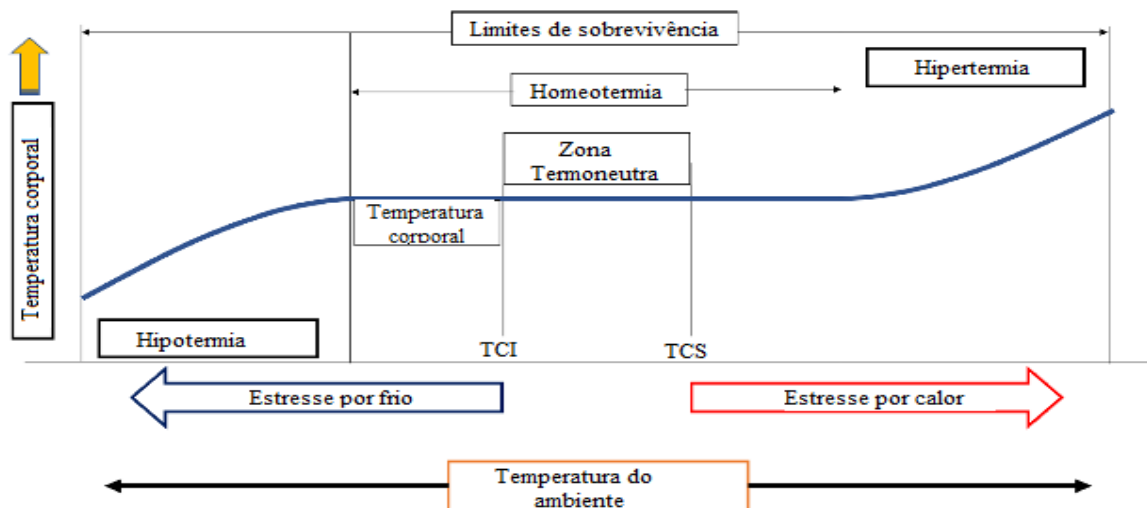 Limites de sobrevivência
Hipertermia
Homeotermia
Temperatura corporal
Zona
Termoneutra
Temperatura
corporal
Hipotermia
TCI
TCS
Estresse por frio
Estresse por calor
Temperatura do
ambiente